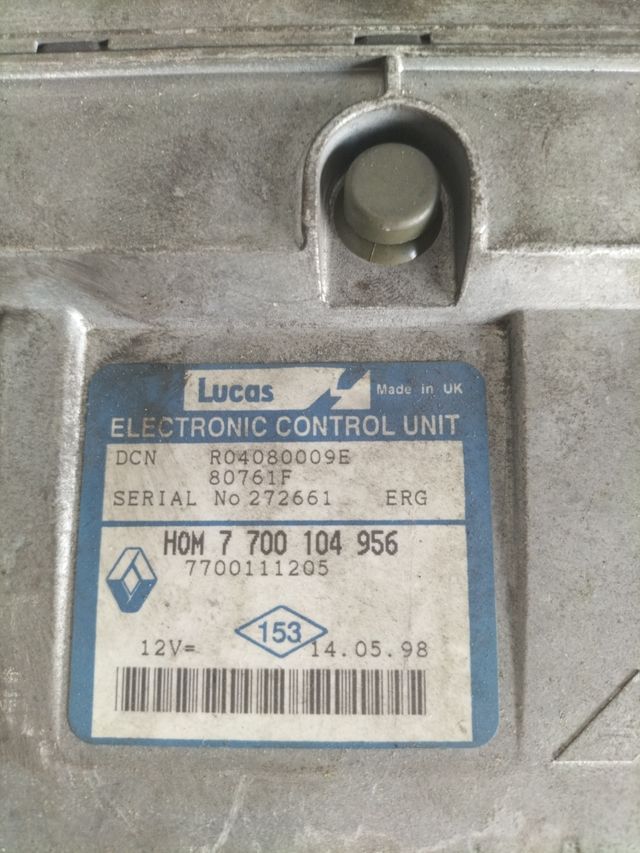 Lucas Made in UK
ELECTRONIC CONTROL UNIT
DCN R04080009E
80761F
SERIAL No 272661 ERG
HOM 7 700 104 956
7700111205
153
12V= 14.05.98